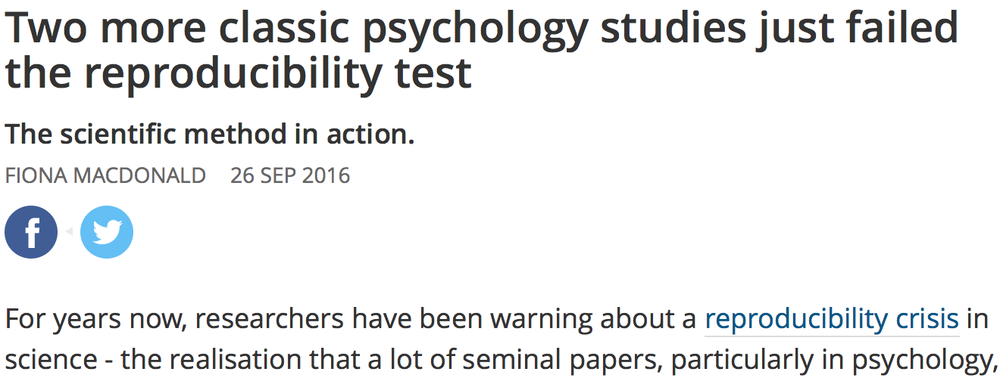 Two more classic psychology studies just failed
the reproducibility test
The scientific method in action.
FIONA MACDONALD 26 SEP 2016
For years now, researchers have been warning about a reproducibility crisis in
science - the realisation that a lot of seminal papers, particularly in psychology,